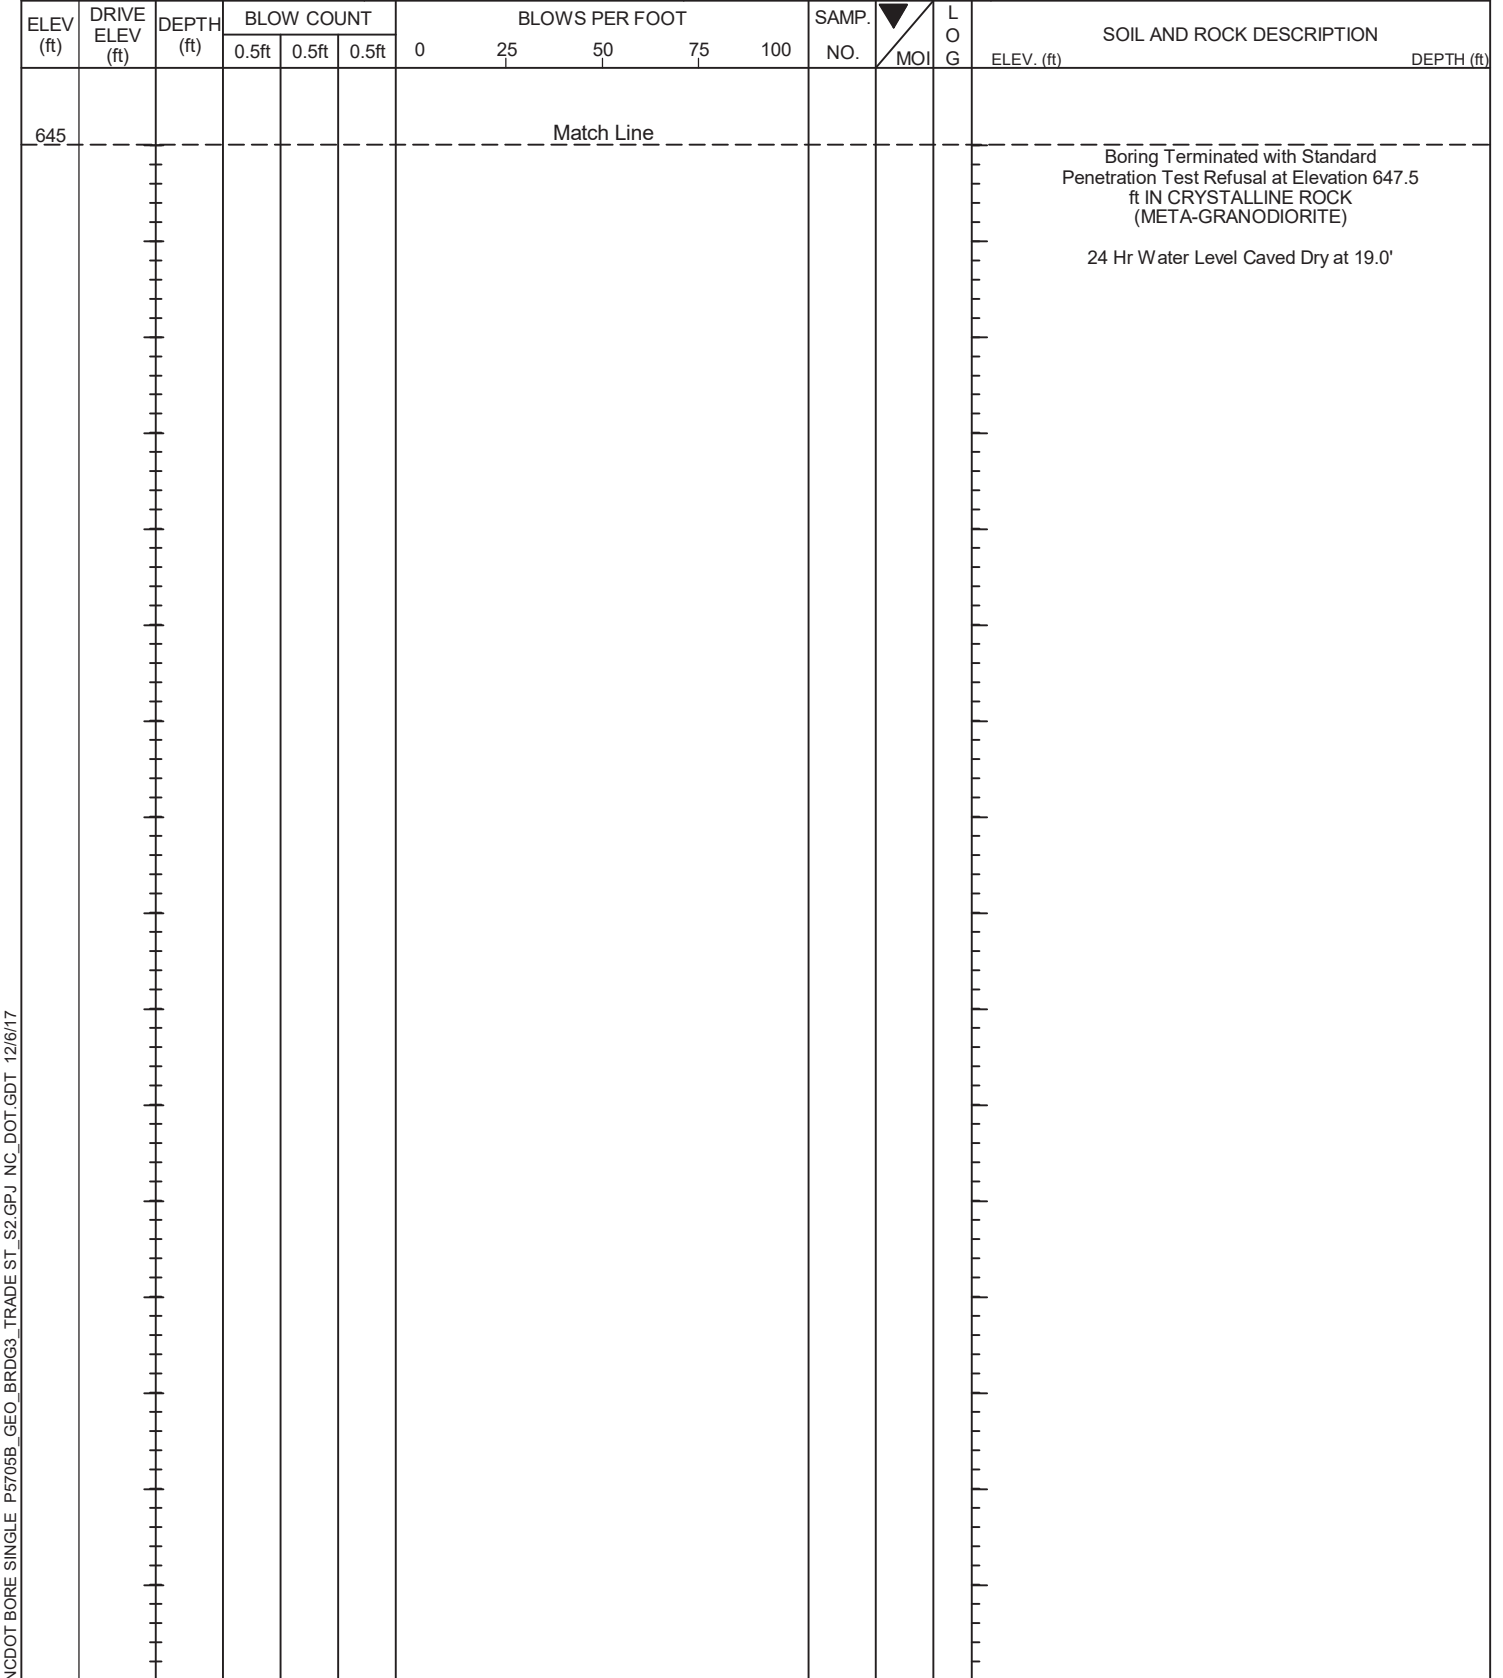 ELEV (ft)
DRIVE ELEV (ft)
DEPTH (ft)
BLOW COUNT
0.5ft 0.5ft 0.5ft
BLOWS PER FOOT
0 25 50 75 100
SAMP. NO.
MOI
LOG
SOIL AND ROCK DESCRIPTION
ELEV. (ft) DEPTH (ft)
645
Match Line
Boring Terminated with Standard
Penetration Test Refusal at Elevation 647.5
ft IN CRYSTALLINE ROCK
(META-GRANODIORITE)
24 Hr Water Level Caved Dry at 19.0'
NCDOT BORE SINGLE P5705B_GEO_BRDG3_TRADE ST_S2.GPJ NC_DOT.GDT 12/6/17